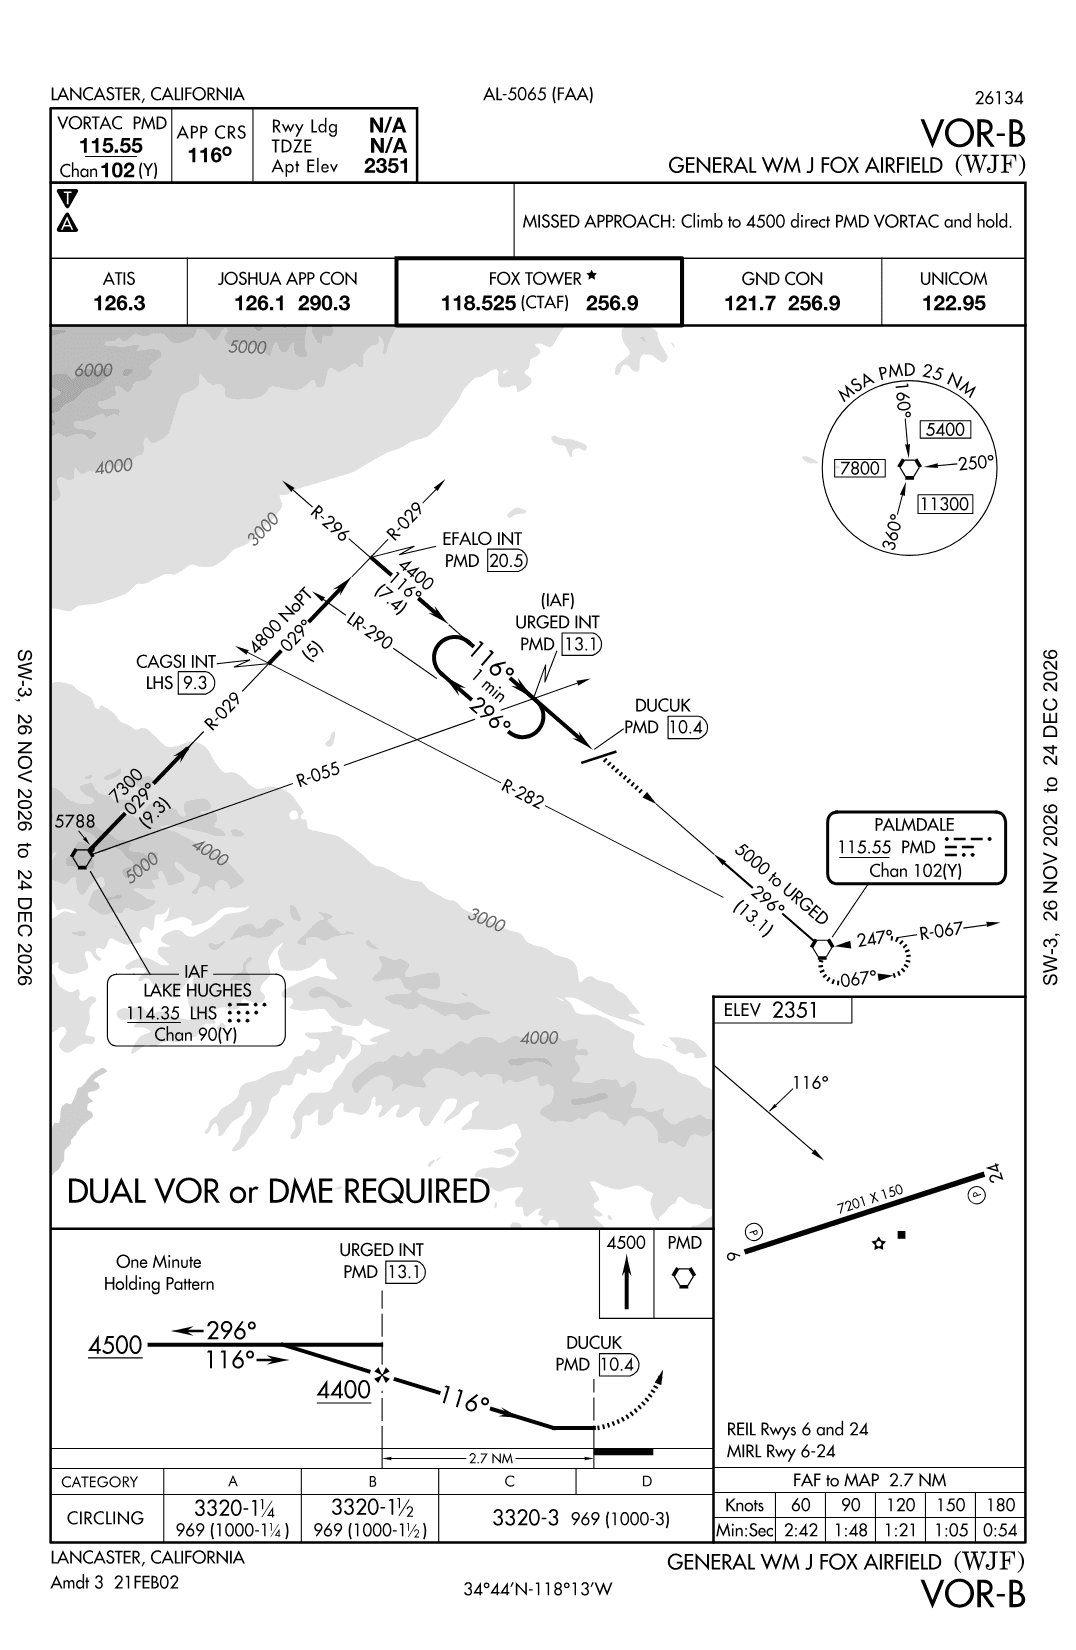 LANCASTER, CALIFORNIA
AL-5065 (FAA)
26134
VORTAC PMD
115.55
Chan 102 (Y)
APP CRS
116°
Rwy Ldg N/A
TDZE N/A
Apt Elev 2351
VOR-B
GENERAL WM J FOX AIRFIELD (WJF)
T
A
MISSED APPROACH: Climb to 4500 direct PMD VORTAC and hold.
ATIS
126.3
JOSHUA APP CON
126.1 290.3
FOX TOWER ★
118.525 (CTAF) 256.9
GND CON
121.7 256.9
UNICOM
122.95
5000
6000
4000
3000
MSA PMD 25 NM
160°
5400
7800
250°
11300
360°
R-296
R-029
EFALO INT
PMD 20.5
4400
116°
(7.4)
(IAF)
URGED INT
PMD 13.1
4800 NoPT
029°
(5)
LR-290
CAGSI INT
LHS 9.3
116°
1 min
296°
R-029
DUCUK
PMD 10.4
R-055
R-282
7300
029°
(9.3)
5788
5000
4000
3000
PALMDALE
115.55 PMD
Chan 102(Y)
5000 to URGED
296°
(13.1)
247°
R-067
067°
IAF
LAKE HUGHES
114.35 LHS
Chan 90(Y)
4000
DUAL VOR or DME REQUIRED
ELEV 2351
116°
7201 X 150
24
P
P
6
REIL Rwys 6 and 24
MIRL Rwy 6-24
One Minute
Holding Pattern
URGED INT
PMD 13.1
4500
PMD
4500
296°
116°
4400
116°
DUCUK
PMD 10.4
2.7 NM
CATEGORY A B C D
CIRCLING
3320-1¼
969 (1000-1¼)
3320-1½
969 (1000-1½)
3320-3 969 (1000-3)
FAF to MAP 2.7 NM
Knots 60 90 120 150 180
Min:Sec 2:42 1:48 1:21 1:05 0:54
LANCASTER, CALIFORNIA
Amdt 3 21FEB02
34°44'N-118°13'W
GENERAL WM J FOX AIRFIELD (WJF)
VOR-B
SW-3, 26 NOV 2026 to 24 DEC 2026
SW-3, 26 NOV 2026 to 24 DEC 2026